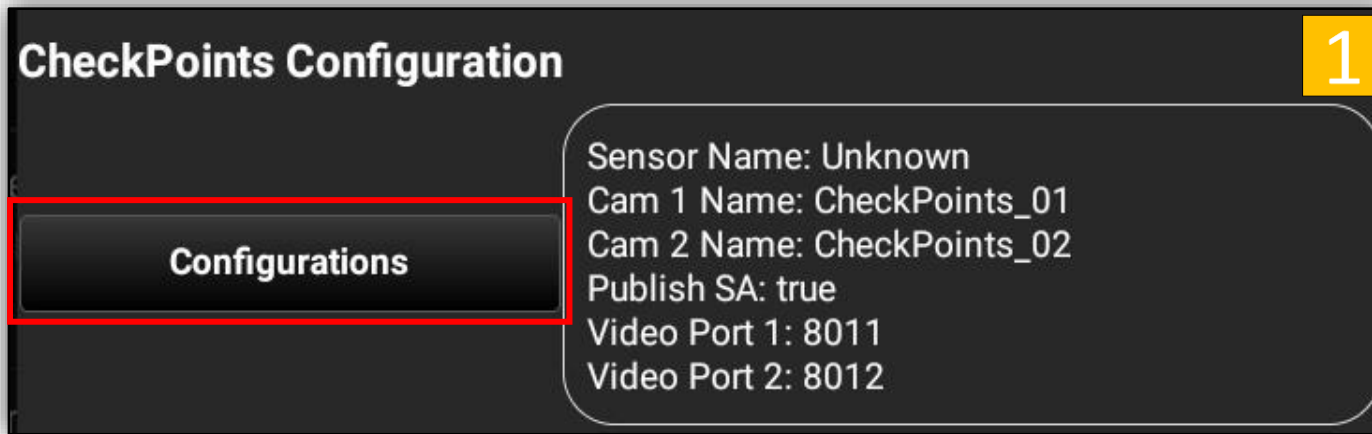 CheckPoints Configuration
1
Sensor Name: Unknown
Cam 1 Name: CheckPoints_01
Cam 2 Name: CheckPoints_02
Publish SA: true
Video Port 1: 8011
Video Port 2: 8012
Configurations